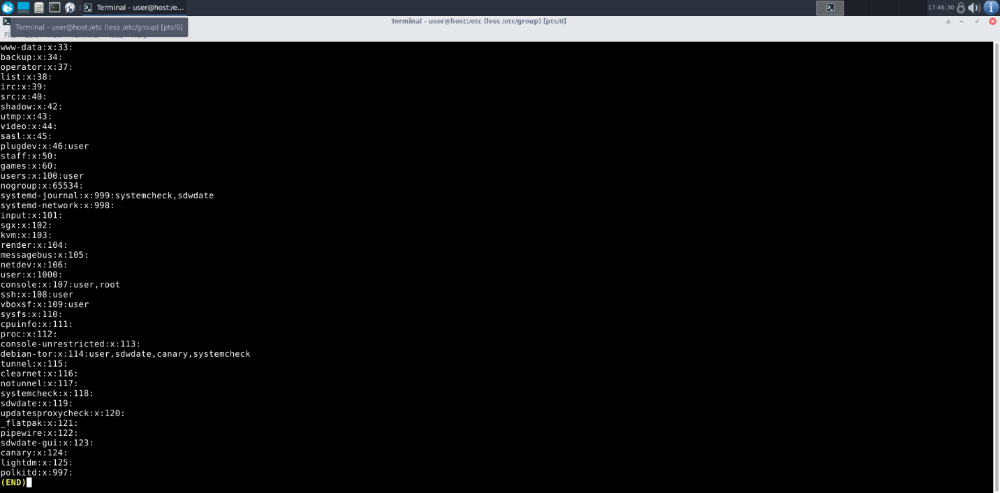 Terminal - user@host:/e...
17:46:30
Terminal - user@host:/etc (less /etc/group) [pts/0]
Terminal - user@host:/etc (less /etc/group) [pts/0]
www-data:x:33:
backup:x:34:
operator:x:37:
list:x:38:
irc:x:39:
src:x:40:
shadow:x:42:
utmp:x:43:
video:x:44:
sasl:x:45:
plugdev:x:46:user
staff:x:50:
games:x:60:
users:x:100:user
nogroup:x:65534:
systemd-journal:x:999:systemcheck,sdwdate
systemd-network:x:998:
input:x:101:
sgx:x:102:
kvm:x:103:
render:x:104:
messagebus:x:105:
netdev:x:106:
user:x:1000:
console:x:107:user,root
ssh:x:108:user
vboxsf:x:109:user
sysfs:x:110:
cpuinfo:x:111:
proc:x:112:
console-unrestricted:x:113:
debian-tor:x:114:user,sdwdate,canary,systemcheck
tunnel:x:115:
clearnet:x:116:
notunnel:x:117:
systemcheck:x:118:
sdwdate:x:119:
updatesproxycheck:x:120:
_flatpak:x:121:
pipewire:x:122:
sdwdate-gui:x:123:
canary:x:124:
lightdm:x:125:
polkitd:x:997:
(END)